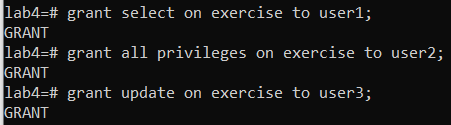 lab4=# grant select on exercise to user1;
GRANT
lab4=# grant all privileges on exercise to user2;
GRANT
lab4=# grant update on exercise to user3;
GRANT